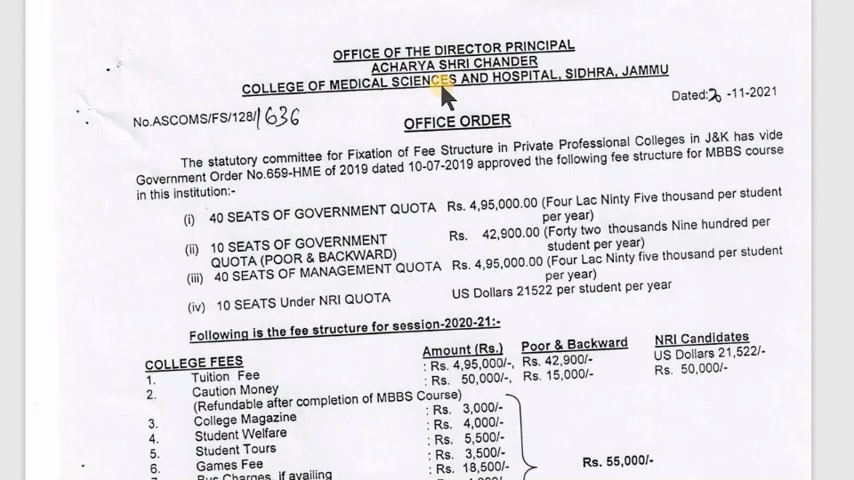 OFFICE OF THE DIRECTOR PRINCIPAL
ACHARYA SHRI CHANDER
COLLEGE OF MEDICAL SCIENCES AND HOSPITAL, SIDHRA, JAMMU
No.ASCOMS/FS/128/1636
Dated: -11-2021
OFFICE ORDER
The statutory committee for Fixation of Fee Structure in Private Professional Colleges in J&K has vide
Government Order No.659-HME of 2019 dated 10-07-2019 approved the following fee structure for MBBS course
in this institution:-
(i) 40 SEATS OF GOVERNMENT QUOTA Rs. 4,95,000.00 (Four Lac Ninty Five thousand per student
per year)
(ii) 10 SEATS OF GOVERNMENT Rs. 42,900.00 (Forty two thousands Nine hundred per
QUOTA (POOR & BACKWARD) student per year)
(iii) 40 SEATS OF MANAGEMENT QUOTA Rs. 4,95,000.00 (Four Lac Ninty five thousand per student
per year)
(iv) 10 SEATS Under NRI QUOTA US Dollars 21522 per student per year
Following is the fee structure for session-2020-21:-
COLLEGE FEES Amount (Rs.) Poor & Backward NRI Candidates
1. Tuition Fee : Rs. 4,95,000/-, Rs. 42,900/- US Dollars 21,522/-
2. Caution Money : Rs. 50,000/-, Rs. 15,000/- Rs. 50,000/-
(Refundable after completion of MBBS Course)
3. College Magazine : Rs. 3,000/-
4. Student Welfare : Rs. 4,000/-
5. Student Tours : Rs. 5,500/-
6. Games Fee : Rs. 3,500/- Rs. 55,000/-
Bus Charges, if availing : Rs. 18,500/-